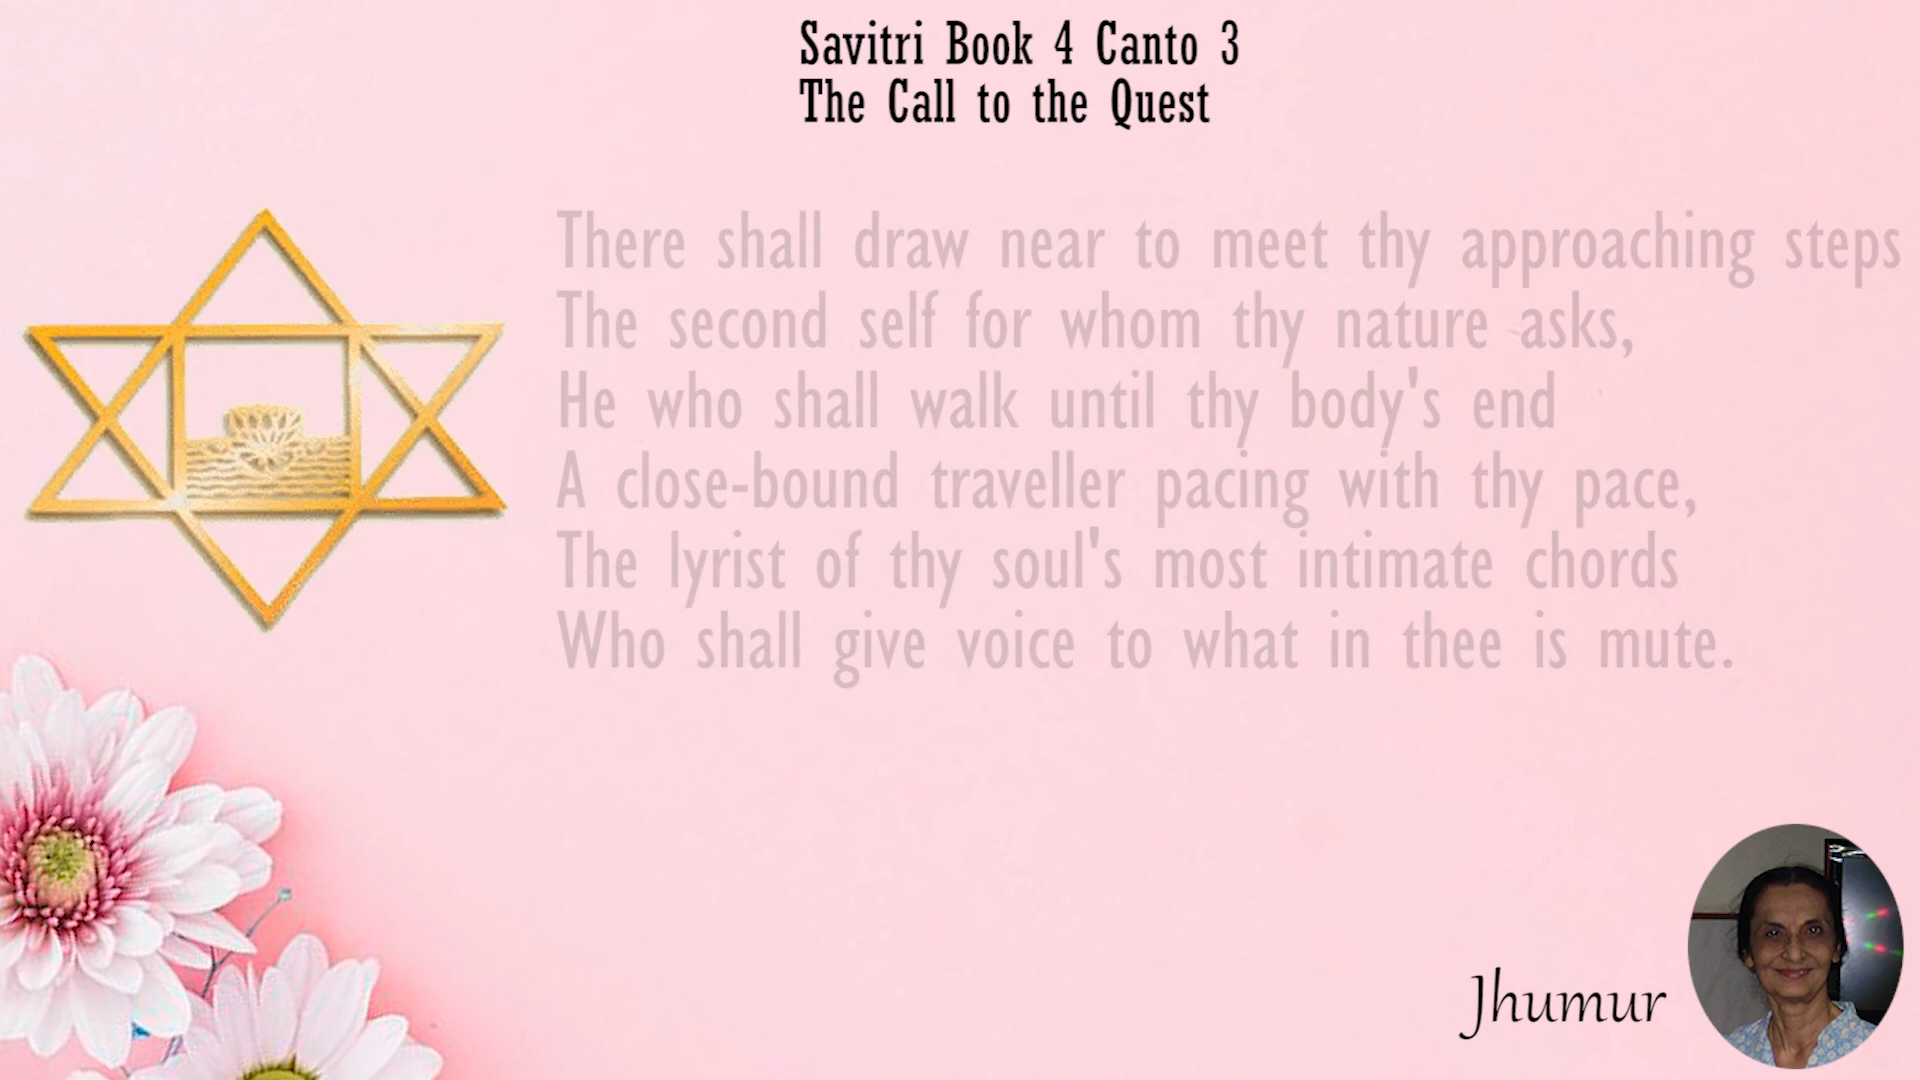 Savitri Book 4 Canto 3
The Call to the Quest
There shall draw near to meet thy approaching steps
The second self for whom thy nature asks,
He who shall walk until thy body's end
A close-bound traveller pacing with thy pace,
The lyrist of thy soul's most intimate chords
Who shall give voice to what in thee is mute.
Jhumur